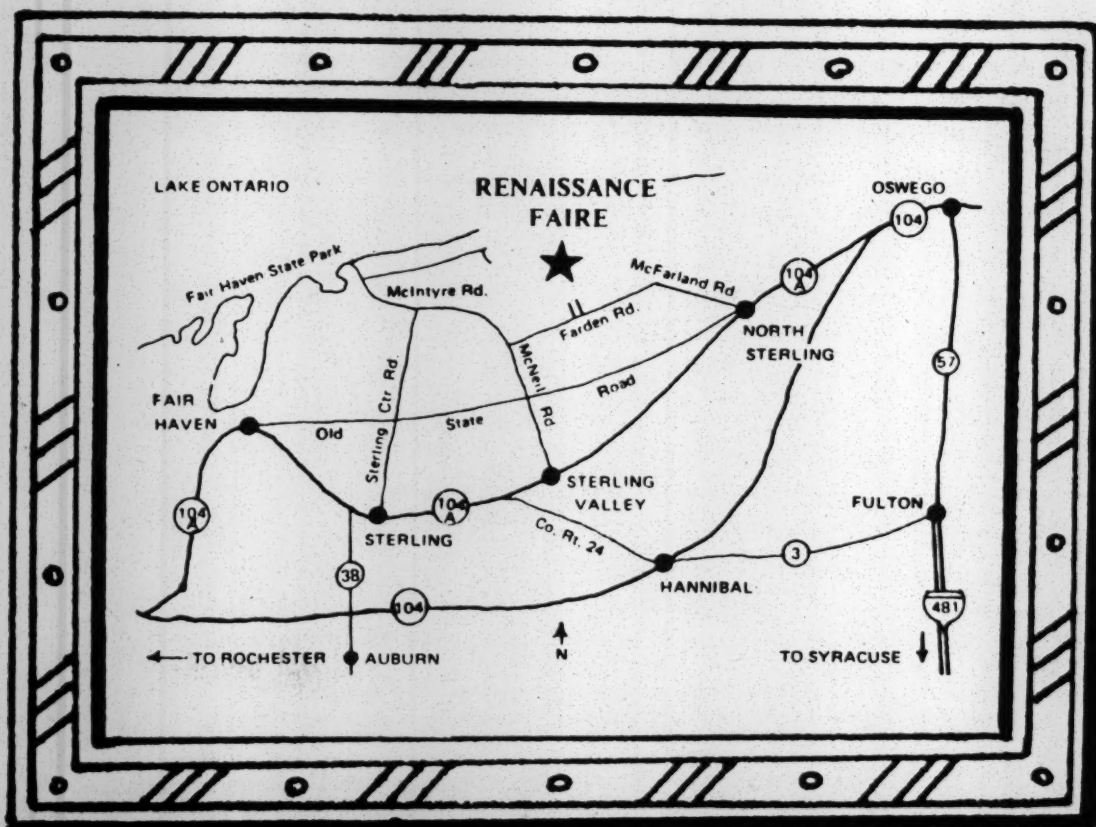 LAKE ONTARIO
RENAISSANCE
FAIRE
OSWEGO
104
Fair Haven State Park
McIntyre Rd.
McFarland Rd
104
A
Farden Rd.
NORTH
STERLING
57
McNeil Rd
Sterling Ctr Rd.
FAIR
HAVEN
Old State Road
STERLING
VALLEY
104
A
104
A
STERLING
Co. Rt. 24
FULTON
3
HANNIBAL
38
104
481
N
TO ROCHESTER
AUBURN
TO SYRACUSE